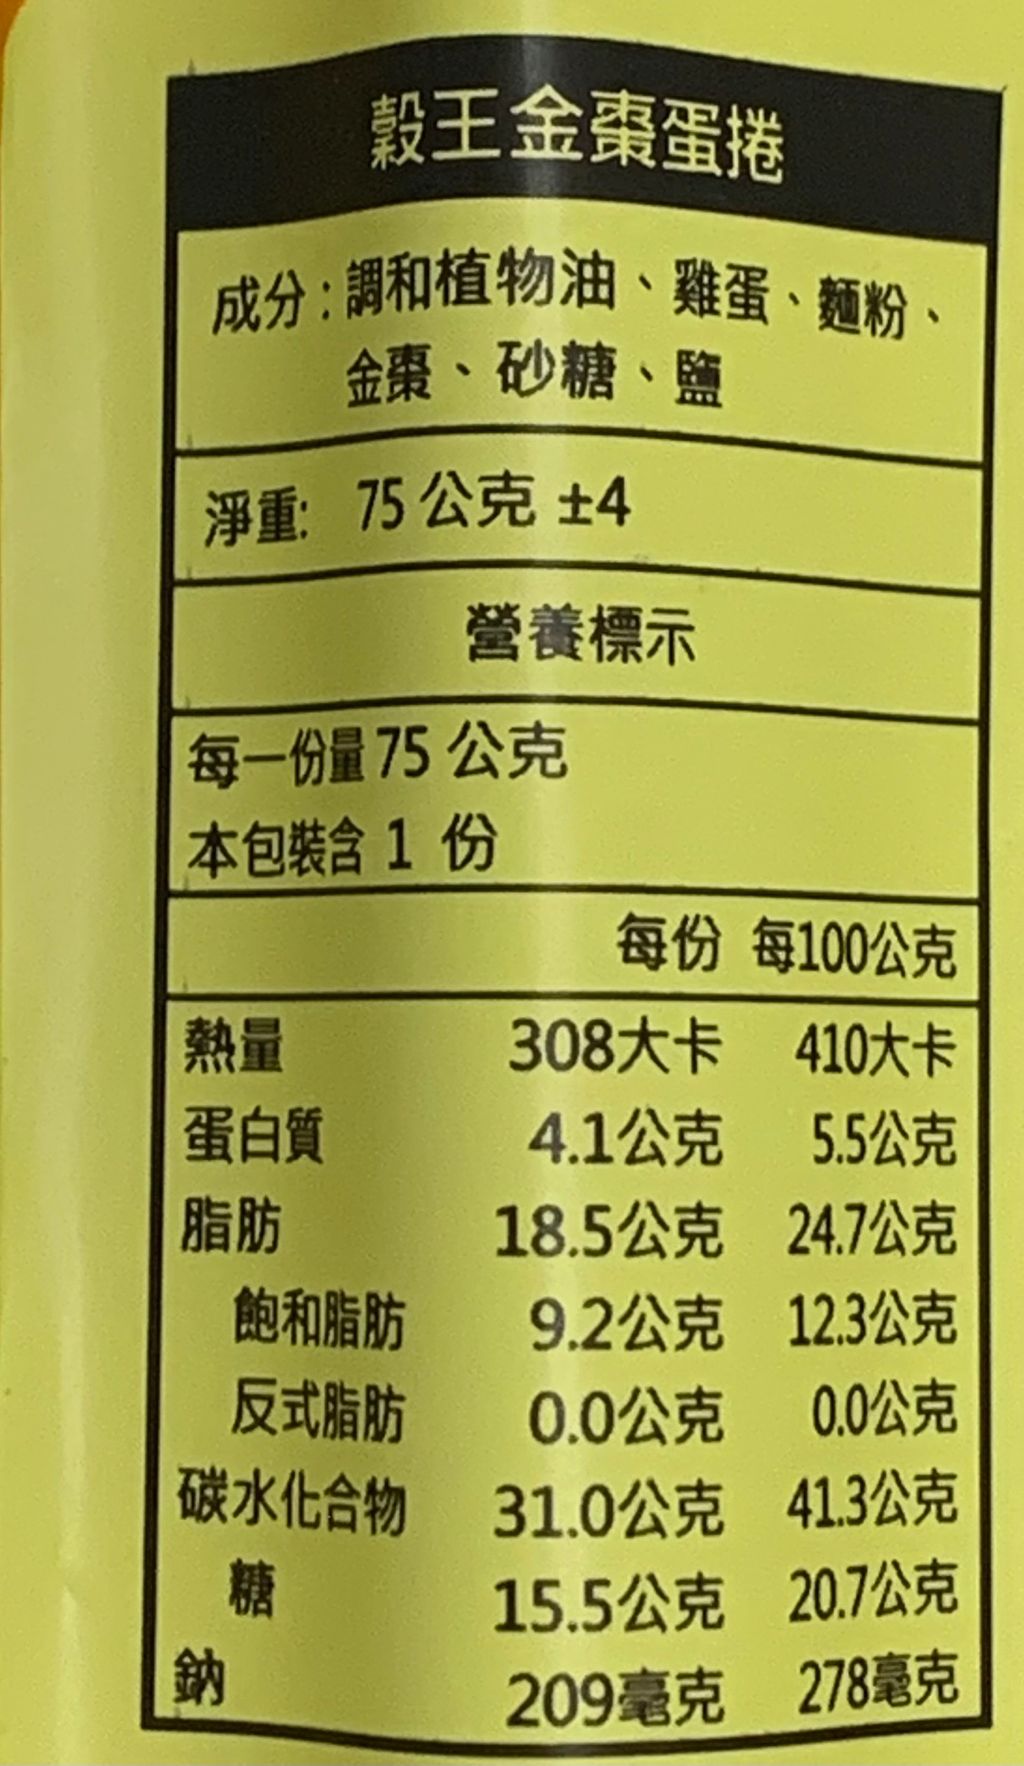 穀王金棗蛋捲
成分:調和植物油、雞蛋、麵粉、
金棗、砂糖、鹽
淨重: 75公克 ±4
營養標示
每一份量75公克
本包裝含 1 份
每份 每100公克
熱量 308大卡 410大卡
蛋白質 4.1公克 5.5公克
脂肪 18.5公克 24.7公克
飽和脂肪 9.2公克 12.3公克
反式脂肪 0.0公克 0.0公克
碳水化合物 31.0公克 41.3公克
糖 15.5公克 20.7公克
鈉 209毫克 278毫克